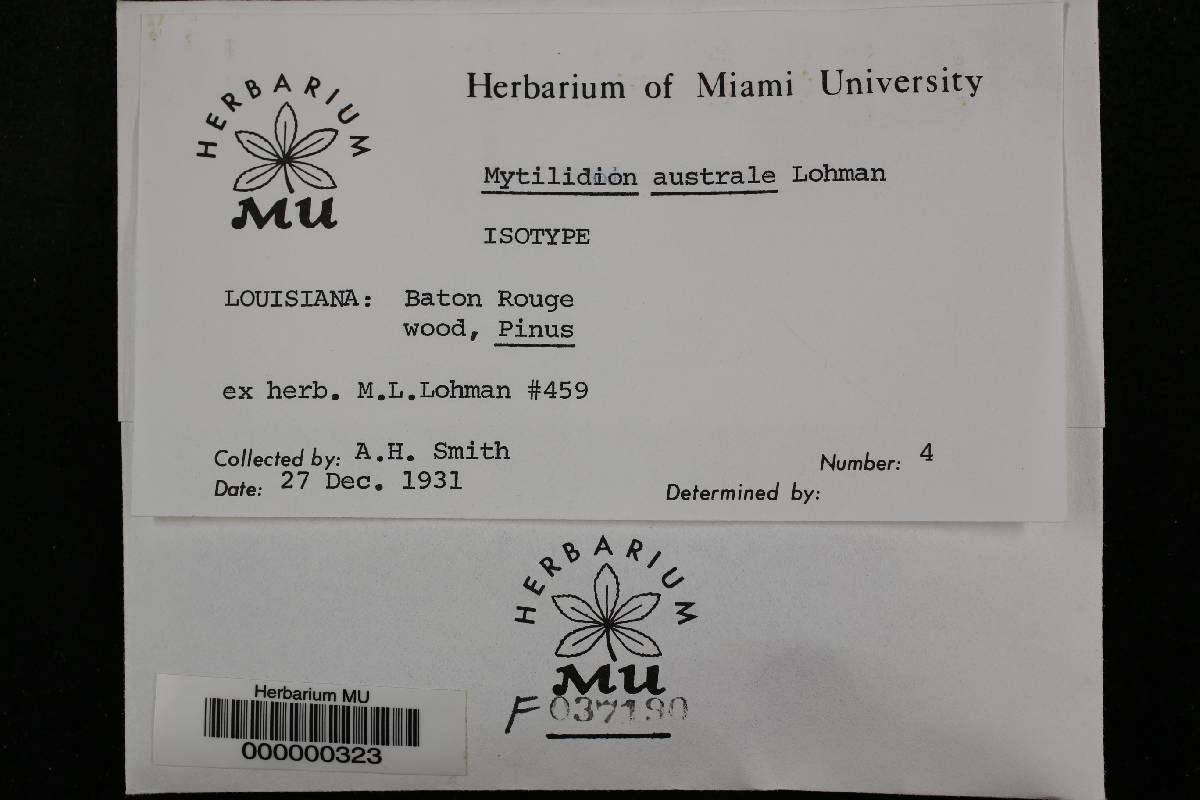 HERBARIUM
MU
Herbarium of Miami University
Mytilidion australe Lohman
ISOTYPE
LOUISIANA: Baton Rouge
wood, Pinus
ex herb. M.L.Lohman #459
Collected by: A.H. Smith
Number: 4
Date: 27 Dec. 1931
Determined by:
HERBARIUM
MU
F 037190
Herbarium MU
000000323